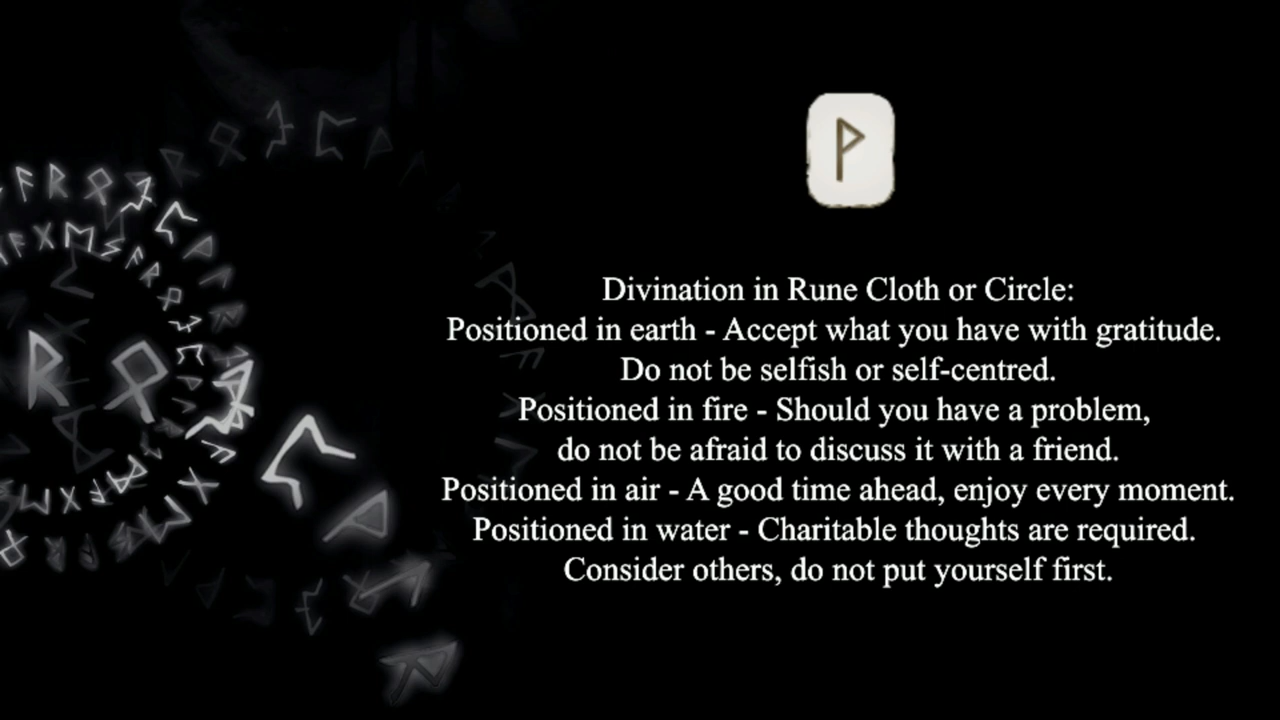 ᚹ
Divination in Rune Cloth or Circle:
Positioned in earth - Accept what you have with gratitude.
Do not be selfish or self-centred.
Positioned in fire - Should you have a problem,
do not be afraid to discuss it with a friend.
Positioned in air - A good time ahead, enjoy every moment.
Positioned in water - Charitable thoughts are required.
Consider others, do not put yourself first.